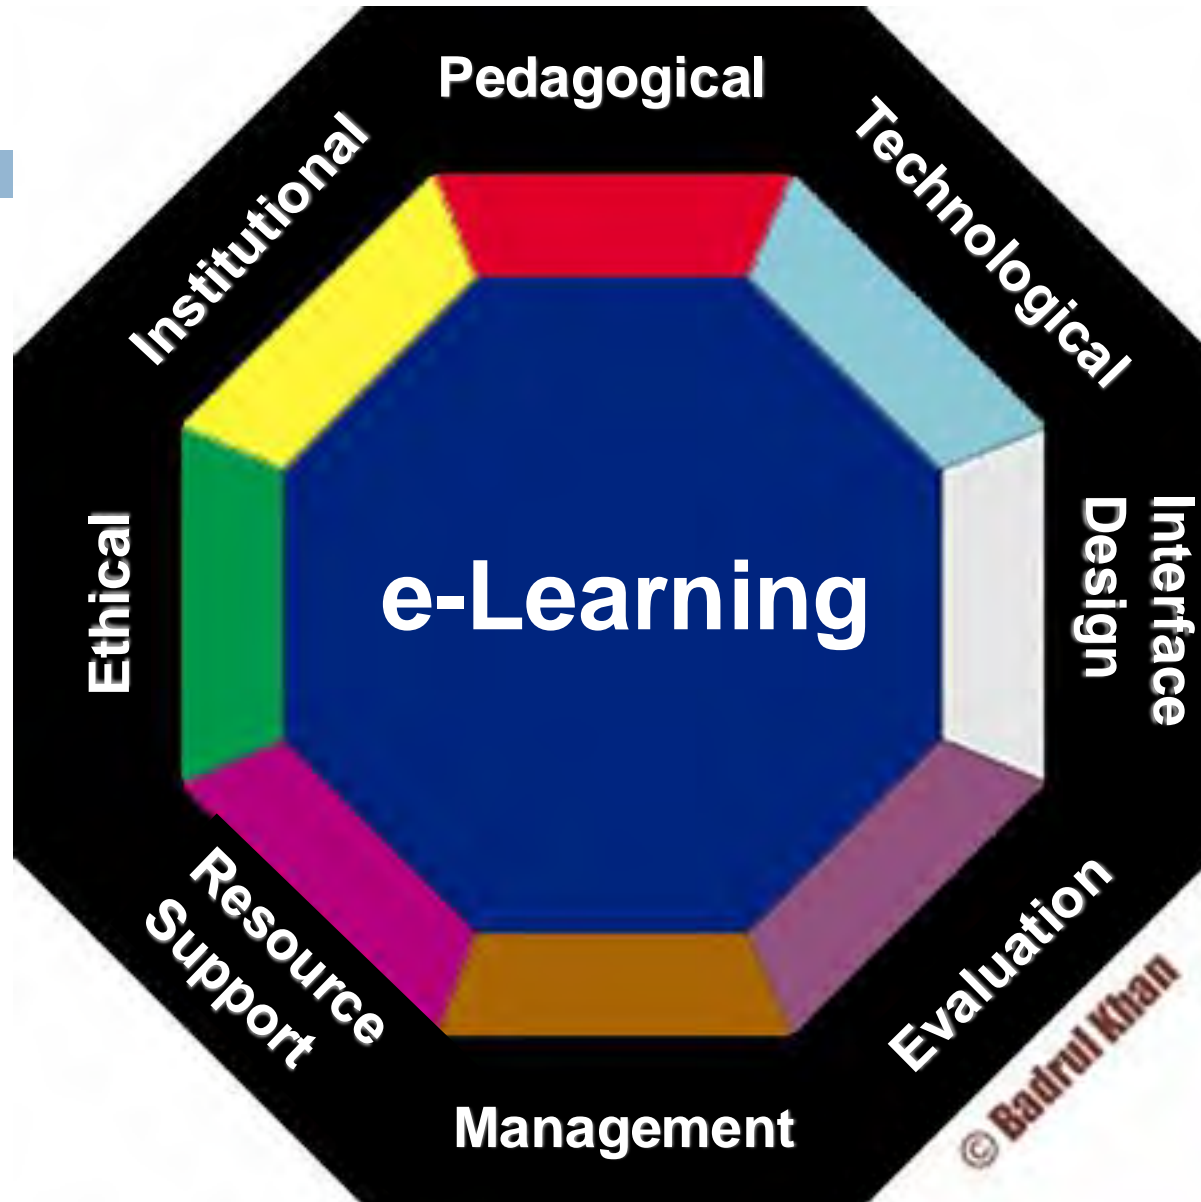 Pedagogical
Technological
Interface
Design
Evaluation
Management
Resource
Support
Ethical
Institutional
e-Learning
© Badrul Khan